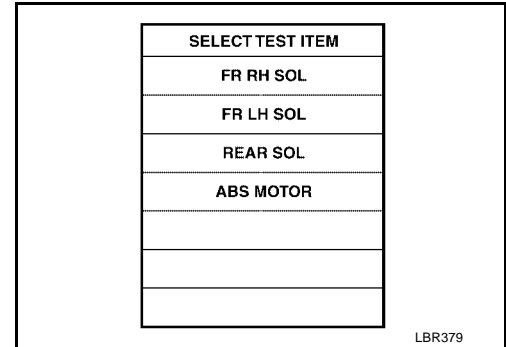 SELECT TEST ITEM
FR RH SOL
FR LH SOL
REAR SOL
ABS MOTOR
LBR379